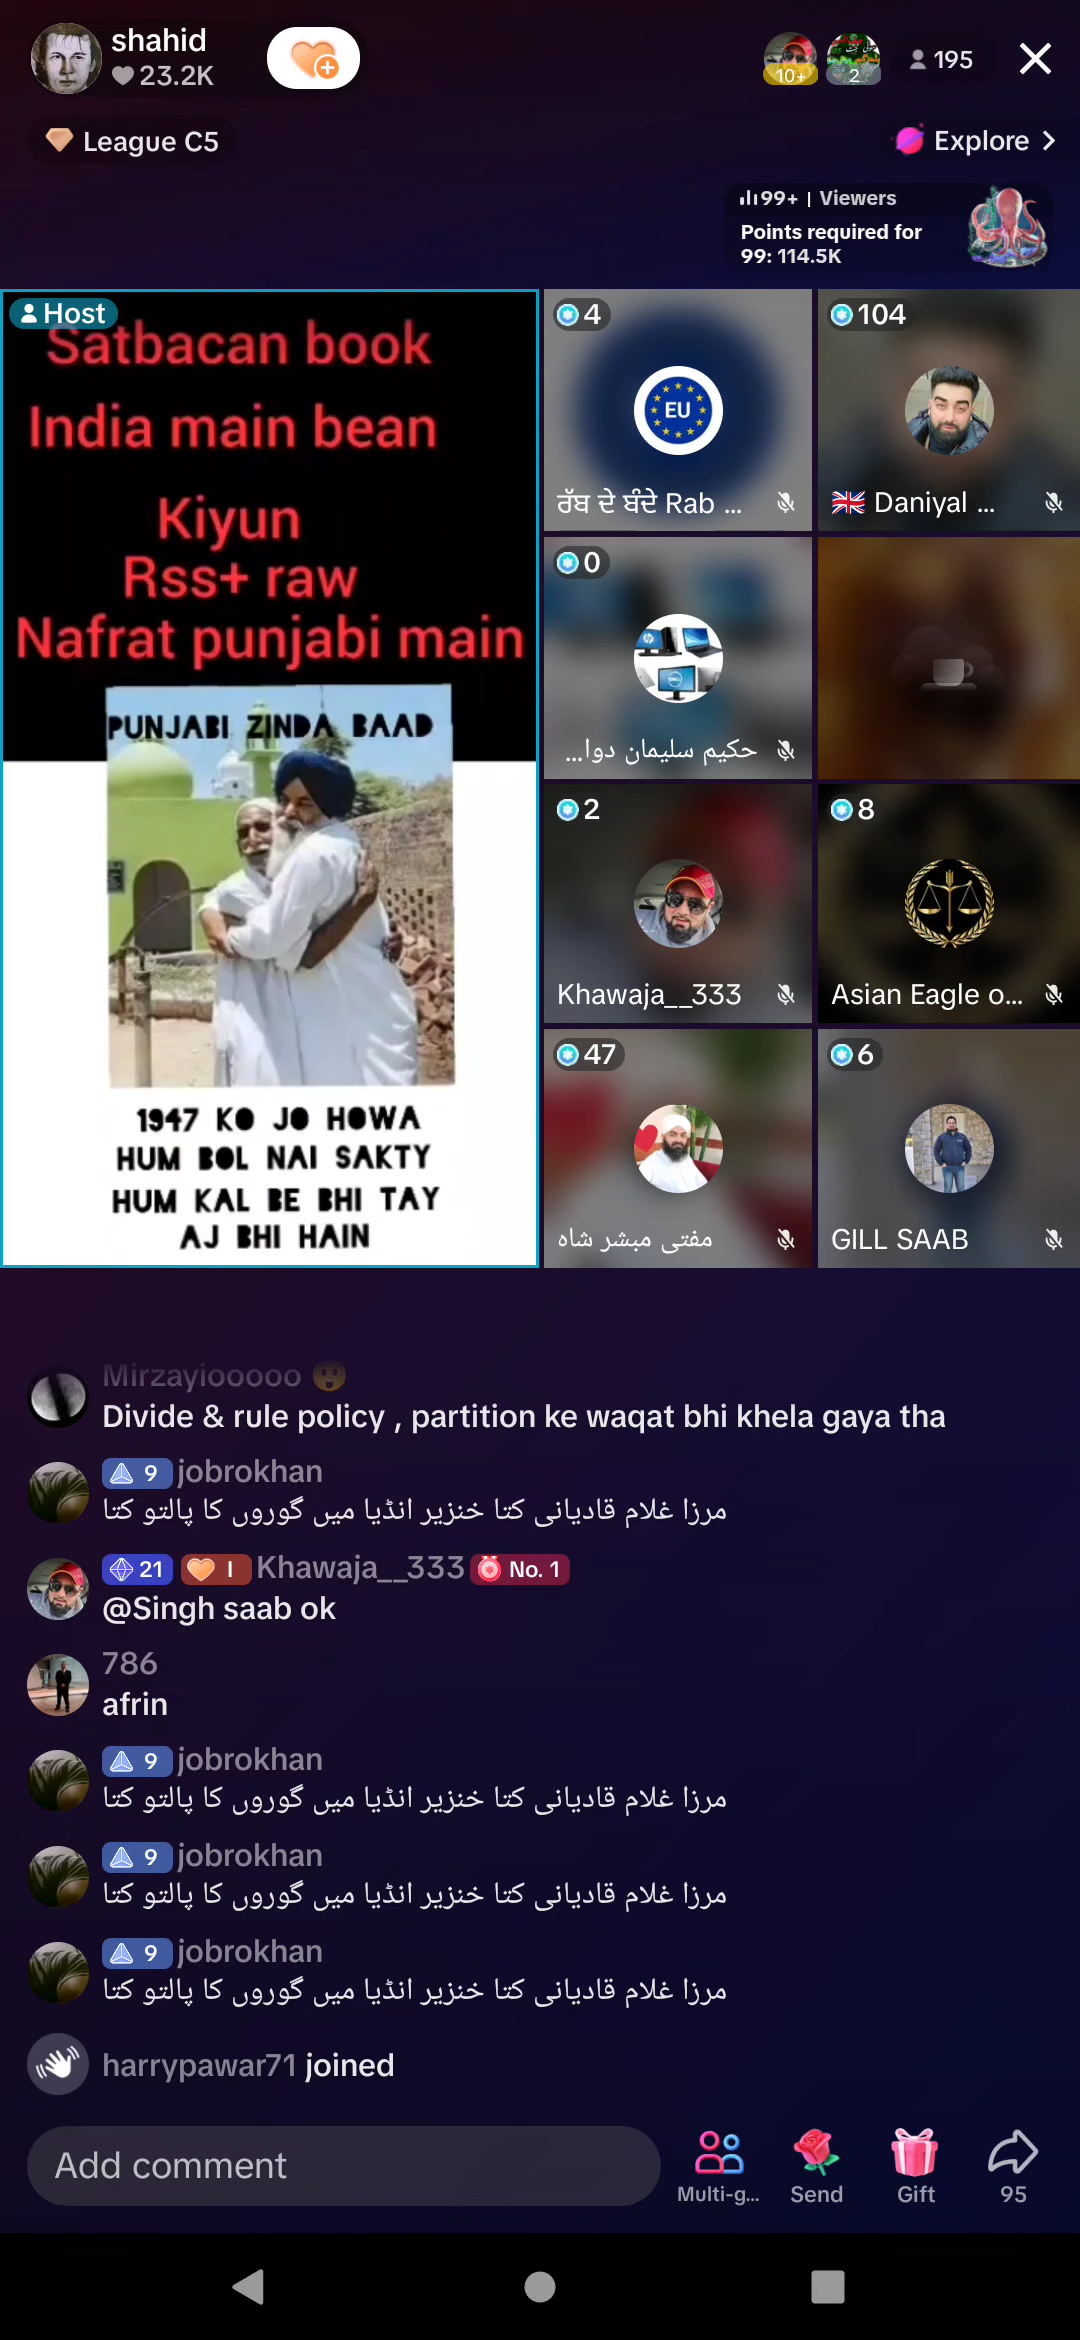 shahid
23.2K
10+
2
195
League C5
Explore
99+ | Viewers
Points required for
99: 114.5K
Host
Satbacan book
India main bean
Kiyun
Rss+ raw
Nafrat punjabi main
PUNJABI ZINDA BAAD
1947 KO JO HOWA
HUM BOL NAI SAKTY
HUM KAL BE BHI TAY
AJ BHI HAIN
4
EU
ਰੱਬ ਦੇ ਬੰਦੇ Rab ...
104
🇬🇧 Daniyal ...
0
حکیم سلیمان دوا...
2
Khawaja__333
8
Asian Eagle o...
47
مفتی مبشر شاہ
6
GILL SAAB
Mirzayiooooo 😲
Divide & rule policy , partition ke waqat bhi khela gaya tha
9 jobrokhan
مرزا غلام قادیانی کتا خنزیر انڈیا میں گوروں کا پالتو کتا
21 I Khawaja__333 No. 1
@Singh saab ok
786
afrin
9 jobrokhan
مرزا غلام قادیانی کتا خنزیر انڈیا میں گوروں کا پالتو کتا
9 jobrokhan
مرزا غلام قادیانی کتا خنزیر انڈیا میں گوروں کا پالتو کتا
9 jobrokhan
مرزا غلام قادیانی کتا خنزیر انڈیا میں گوروں کا پالتو کتا
harrypawar71 joined
Add comment
Multi-g...
Send
Gift
95